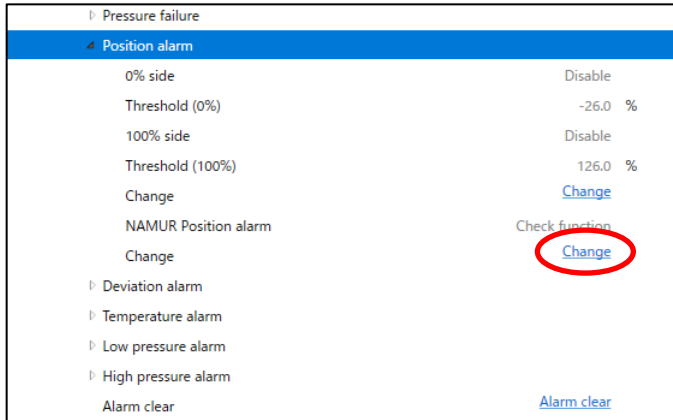 Pressure failure
Position alarm
0% side Disable
Threshold (0%) -26.0 %
100% side Disable
Threshold (100%) 126.0 %
Change Change
NAMUR Position alarm Check function
Change Change
Deviation alarm
Temperature alarm
Low pressure alarm
High pressure alarm
Alarm clear Alarm clear